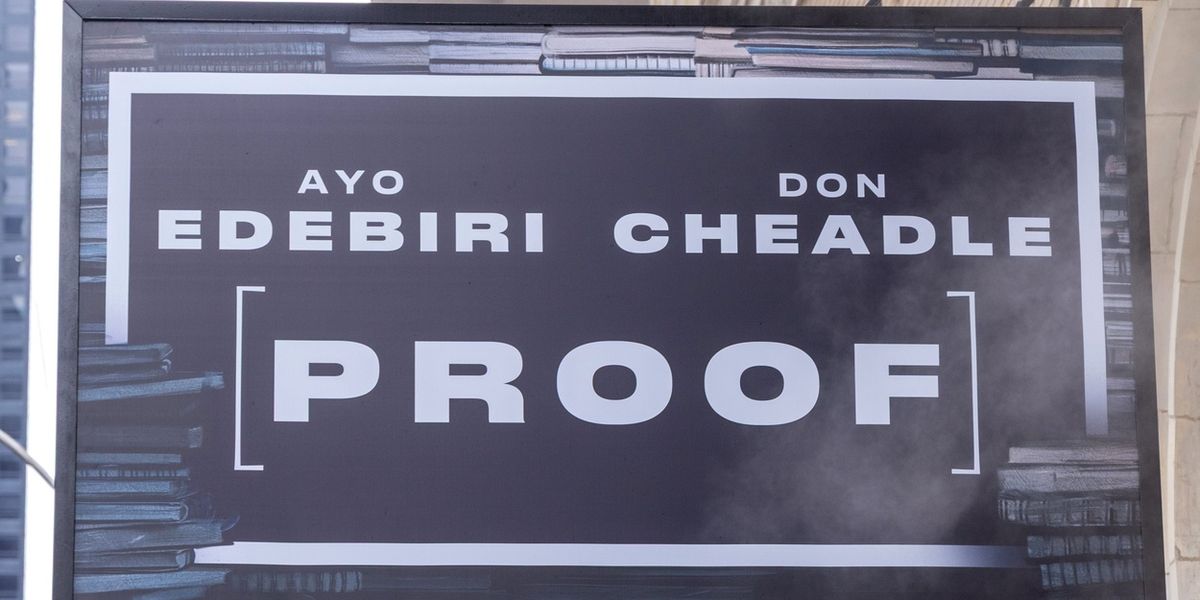 AYO DON
EDEBIRI CHEADLE
[PROOF]